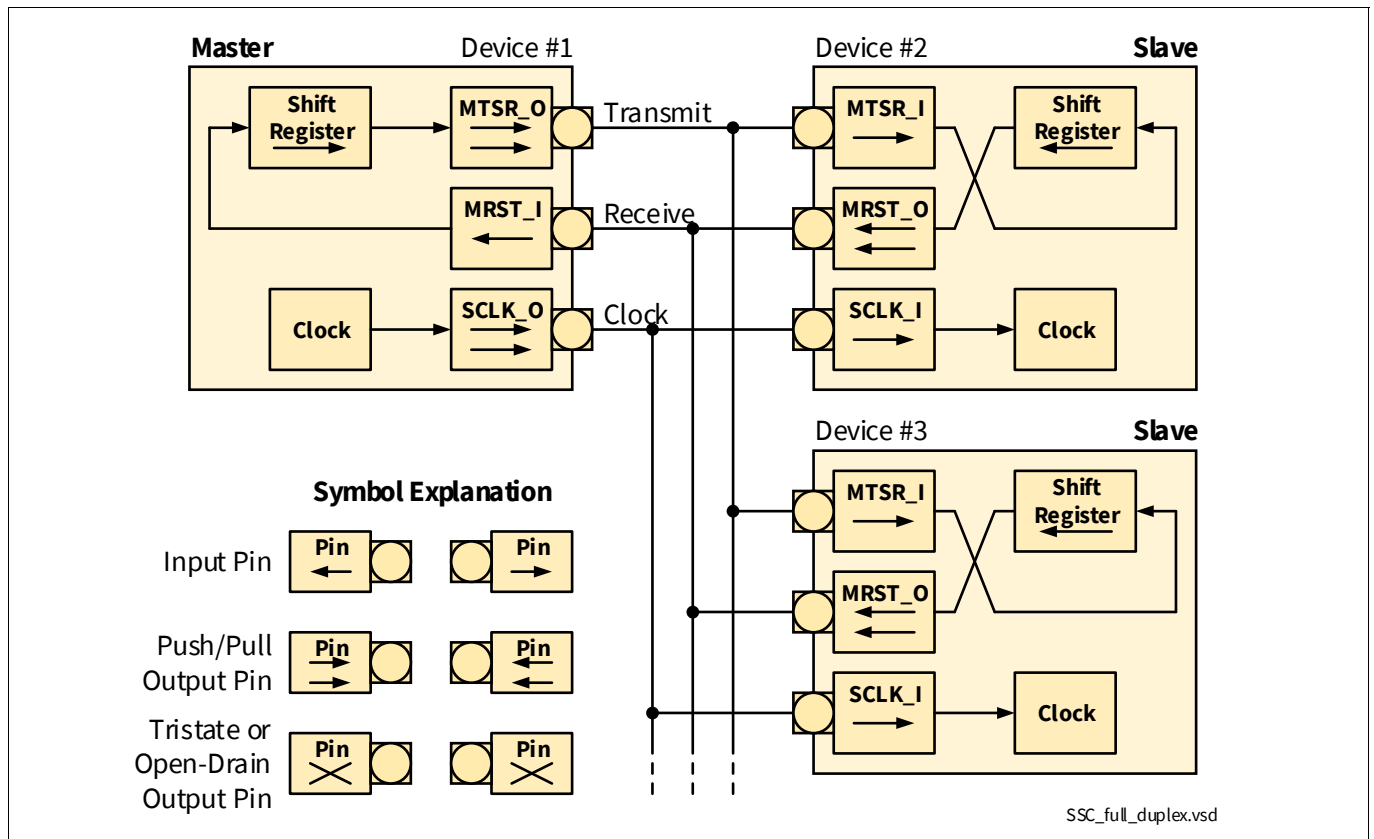 Master Device #1
Shift
Register
MTSR_O
MRST_I
Clock
SCLK_O
Transmit
Receive
Clock
Device #2 Slave
MTSR_I
Shift
Register
MRST_O
SCLK_I
Clock
Device #3 Slave
MTSR_I
Shift
Register
MRST_O
SCLK_I
Clock
Symbol Explanation
Input Pin
Pin
Pin
Push/Pull
Output Pin
Pin
Pin
Tristate or
Open-Drain
Output Pin
Pin
Pin
SSC_full_duplex.vsd